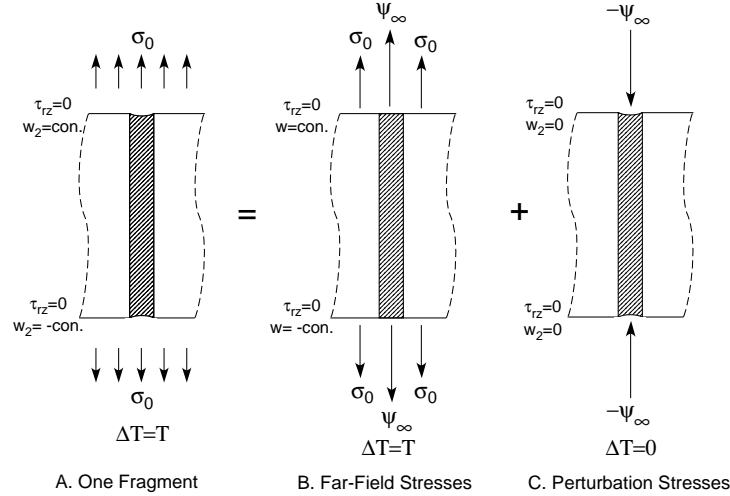 σ₀
τrz=0
w₂=con.
τrz=0
w₂= -con.
σ₀
ΔT=T
A. One Fragment
=
ψ∞
σ₀ σ₀
τrz=0
w=con.
τrz=0
w= -con.
σ₀ σ₀
ψ∞
ΔT=T
B. Far-Field Stresses
+
−ψ∞
τrz=0
w₂=0
τrz=0
w₂=0
−ψ∞
ΔT=0
C. Perturbation Stresses